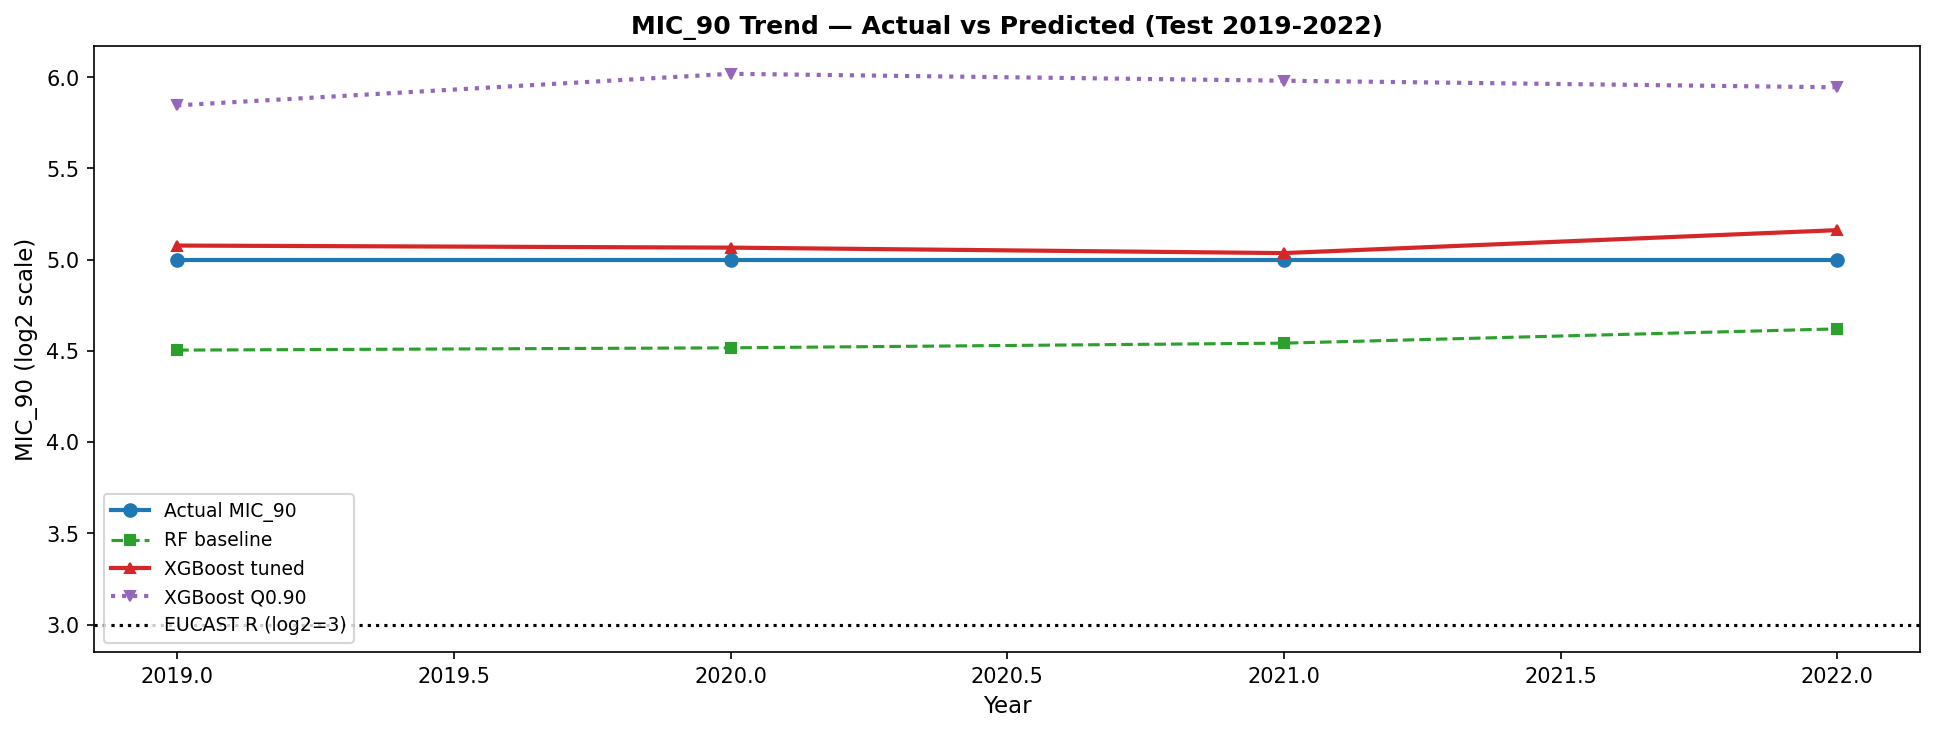 MIC_90 Trend — Actual vs Predicted (Test 2019-2022)
MIC_90 (log2 scale)
6.0
5.5
5.0
4.5
4.0
3.5
3.0
Actual MIC_90
RF baseline
XGBoost tuned
XGBoost Q0.90
EUCAST R (log2=3)
2019.0 2019.5 2020.0 2020.5 2021.0 2021.5 2022.0
Year